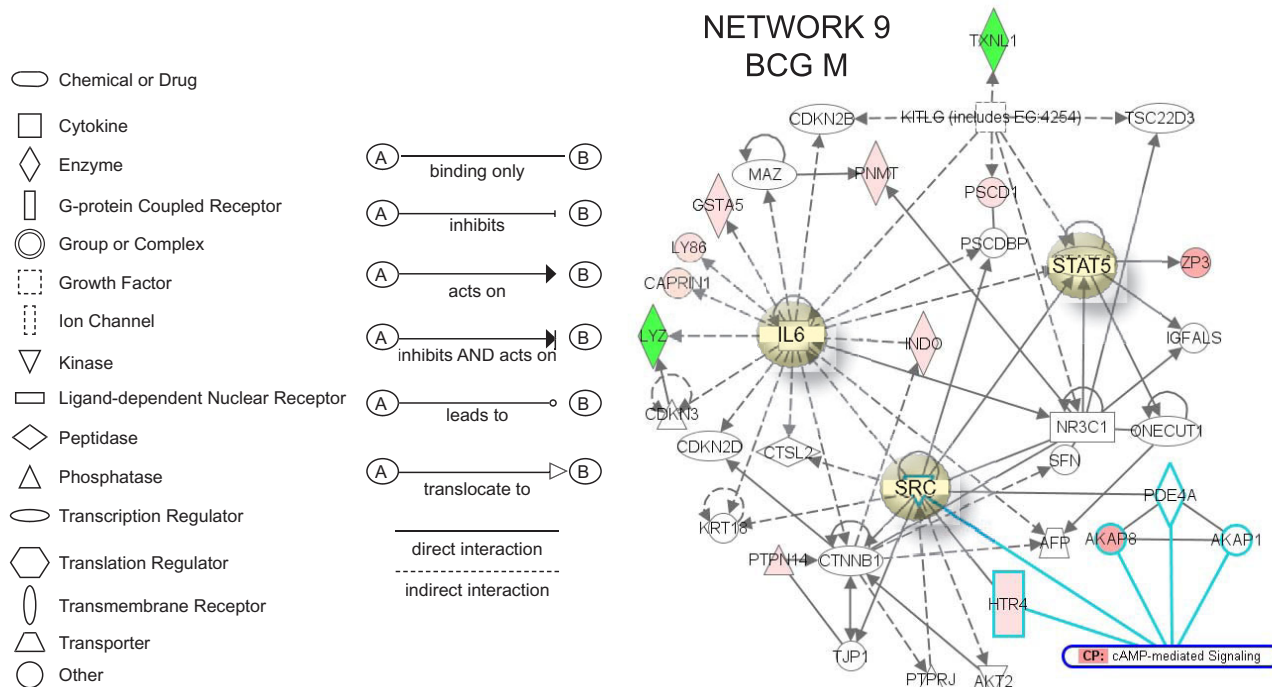 NETWORK 9
BCG M
Chemical or Drug
Cytokine
Enzyme
G-protein Coupled Receptor
Group or Complex
Growth Factor
Ion Channel
Kinase
Ligand-dependent Nuclear Receptor
Peptidase
Phosphatase
Transcription Regulator
Translation Regulator
Transmembrane Receptor
Transporter
Other
A B
binding only
A B
inhibits
A B
acts on
A B
inhibits AND acts on
A B
leads to
A B
translocate to
direct interaction
indirect interaction
TXNL1
CDKN2B
KITLG (includes EG:4254)
TSC22D3
MAZ
PNMT
PSCD1
GSTA5
LY86
PSCDBP
STAT5
ZP3
CAPRIN1
LYZ
IL6
INDO
IGFALS
CDKN3
NR3C1
ONECUT1
CDKN2D
CTSL2
SFN
SRC
PDE4A
KRT18
AFP
AKAP8
AKAP1
PTPN14
CTNNB1
HTR4
TJP1
PTPRJ
AKT2
CP: cAMP-mediated Signaling